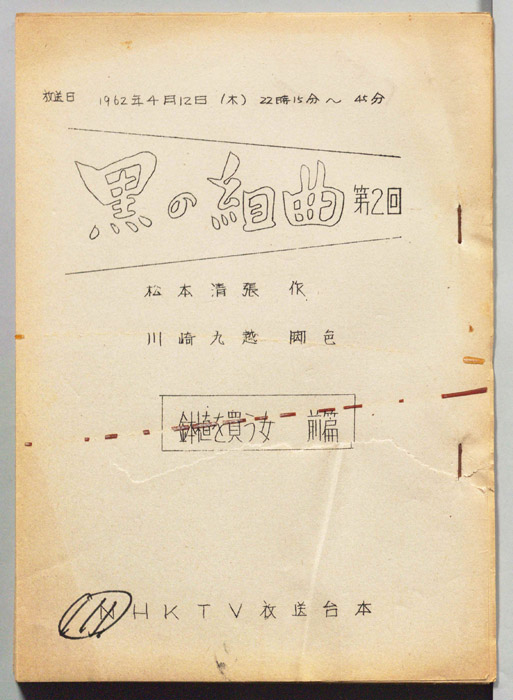 放送日 1962年4月12日 (木) 22時15分〜45分
黒の組曲 第2回
松本清張 作
川崎九越 脚色
鉢植を買う女 前篇
NHKTV放送台本